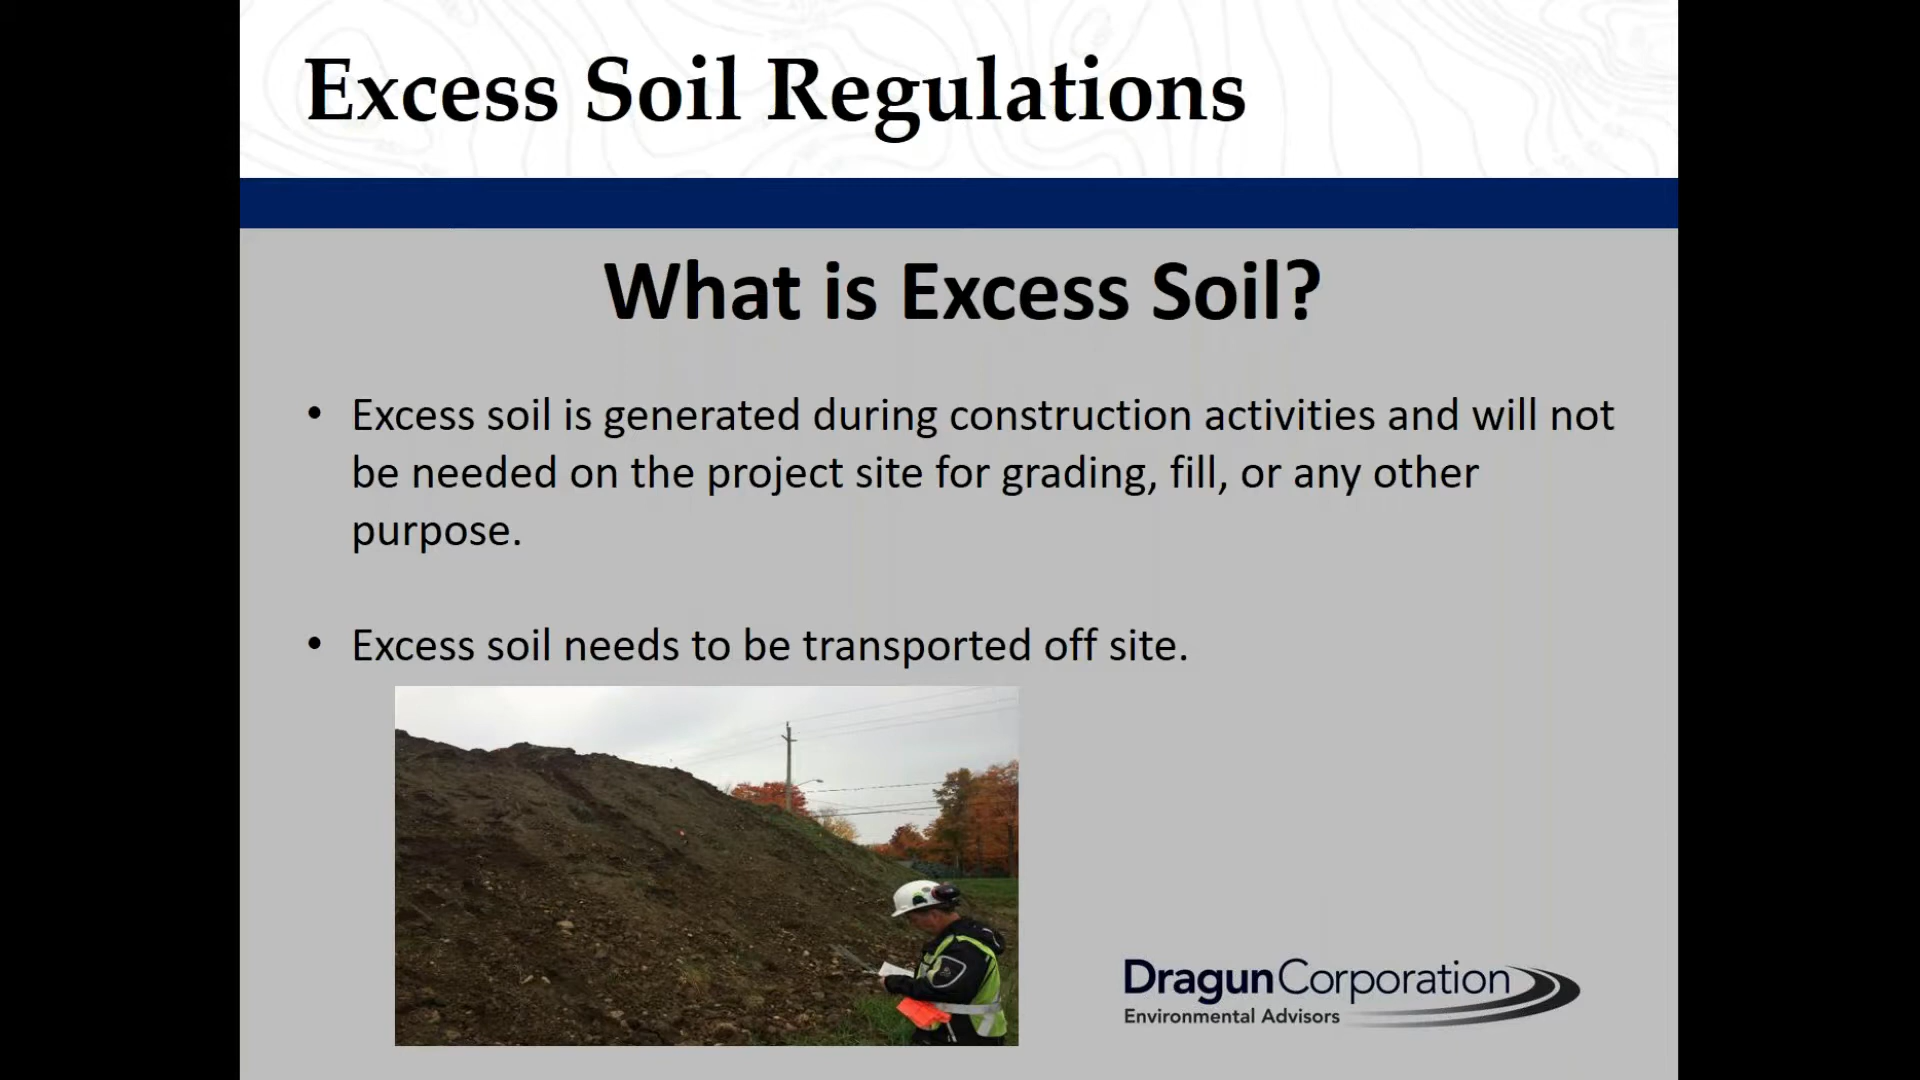 Excess Soil Regulations
What is Excess Soil?
• Excess soil is generated during construction activities and will not
be needed on the project site for grading, fill, or any other
purpose.
• Excess soil needs to be transported off site.
DragunCorporation
Environmental Advisors